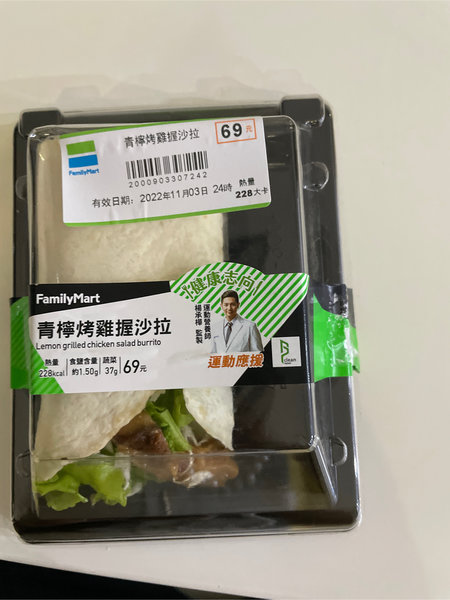 青檸烤雞握沙拉 69元
FamilyMart
2000903307242
有效日期: 2022年11月03日 24時
熱量
228大卡
健康志向
FamilyMart
青檸烤雞握沙拉
Lemon grilled chicken salad burrito
熱量 食鹽含量 蔬菜
228kcal 約1.50g 37g 69元
運動營養師
楊承樺 監製
運動應援
clean